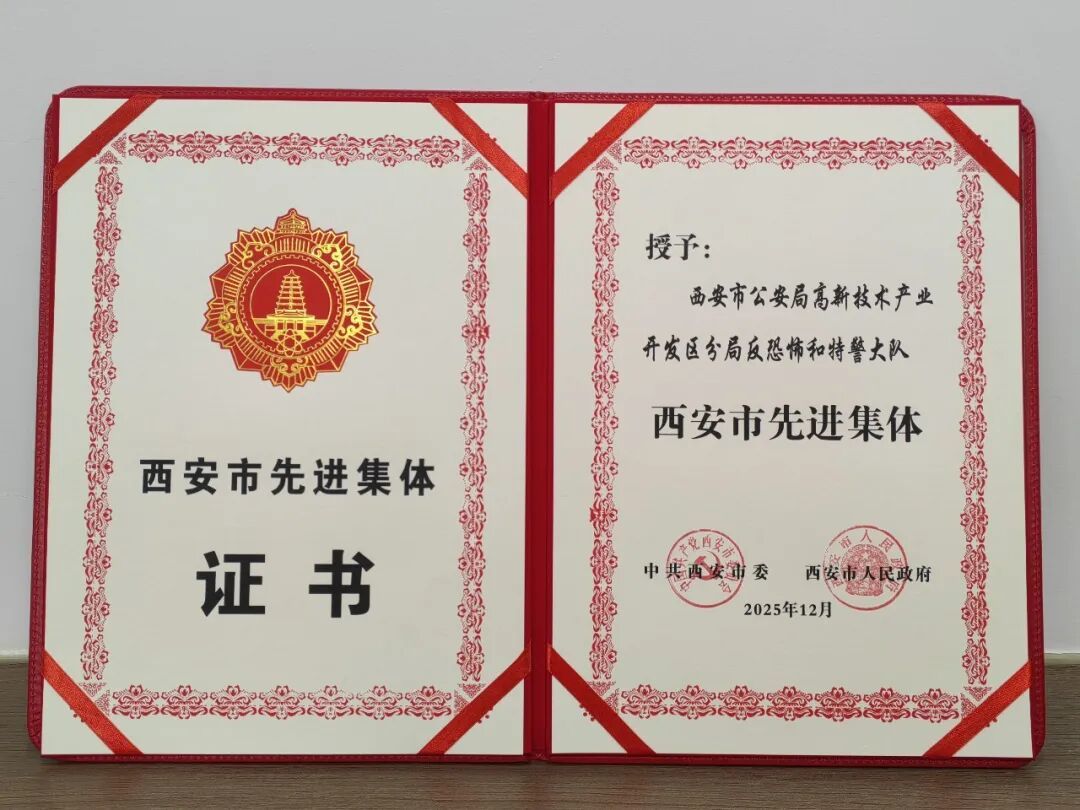 西安市先进集体
证书
授予：
西安市公安局高新技术产业
开发区分局反恐怖和特警大队
西安市先进集体
中共西安市委 西安市人民政府
2025年12月